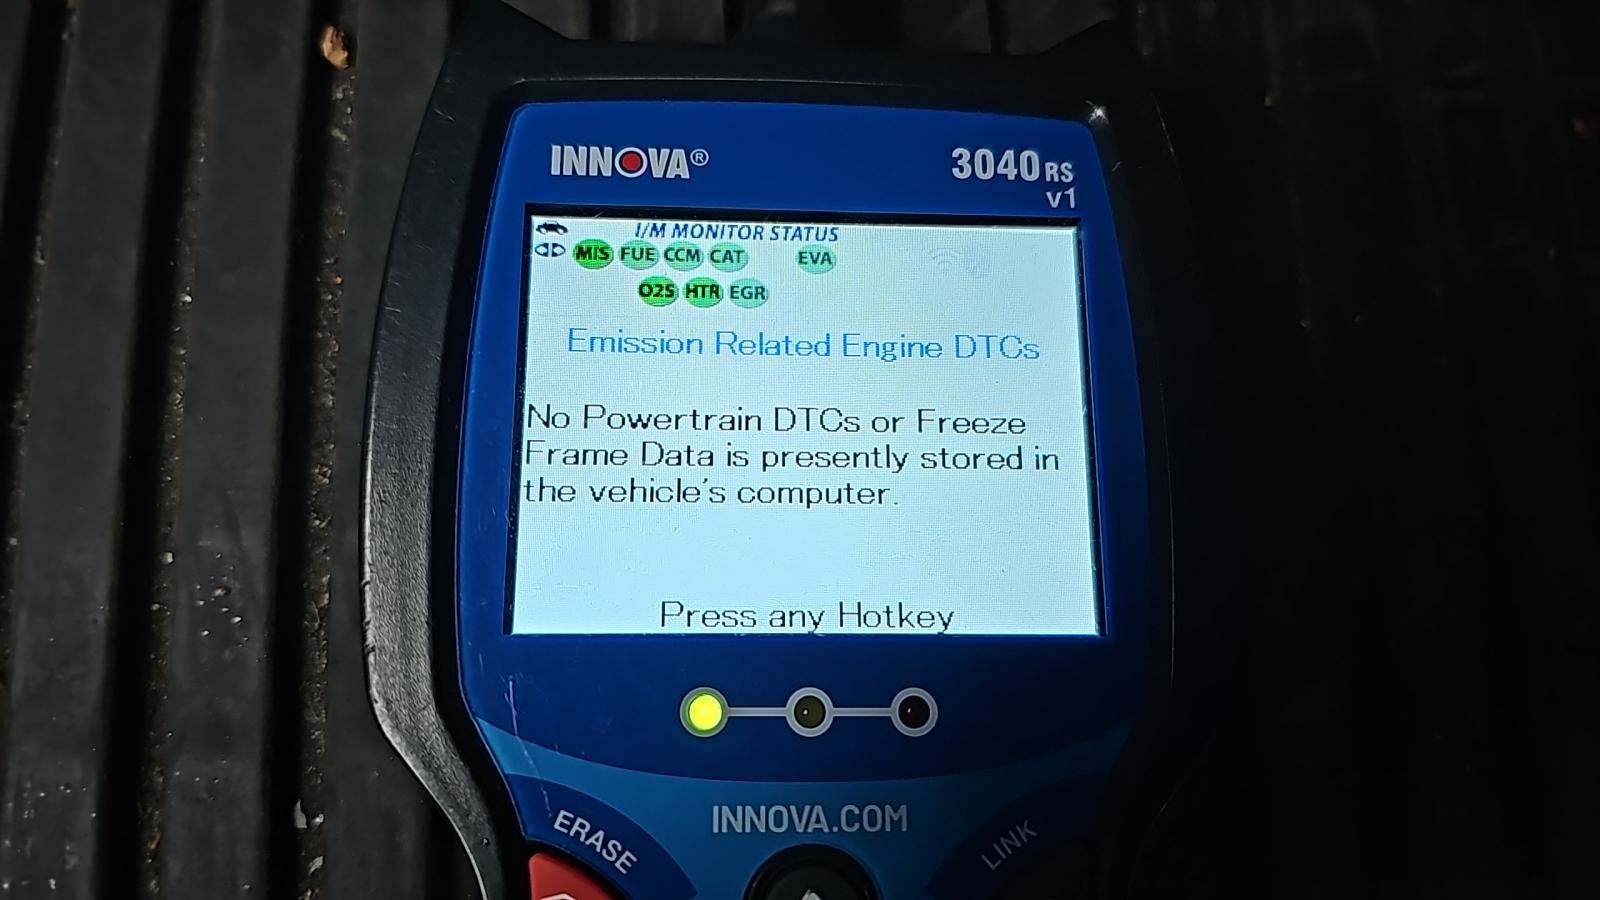 INNOVA®
3040RS
v1
I/M MONITOR STATUS
MIS FUE CCM CAT EVA
O2S HTR EGR
Emission Related Engine DTCs
No Powertrain DTCs or Freeze
Frame Data is presently stored in
the vehicle's computer.
Press any Hotkey
INNOVA.COM
ERASE
LINK